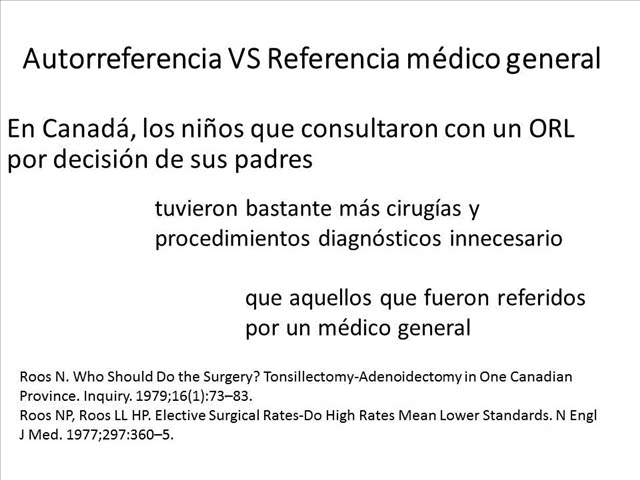 Autorreferencia VS Referencia médico general
En Canadá, los niños que consultaron con un ORL
por decisión de sus padres
tuvieron bastante más cirugías y
procedimientos diagnósticos innecesario
que aquellos que fueron referidos
por un médico general
Roos N. Who Should Do the Surgery? Tonsillectomy-Adenoidectomy in One Canadian
Province. Inquiry. 1979;16(1):73–83.
Roos NP, Roos LL HP. Elective Surgical Rates-Do High Rates Mean Lower Standards. N Engl
J Med. 1977;297:360–5.